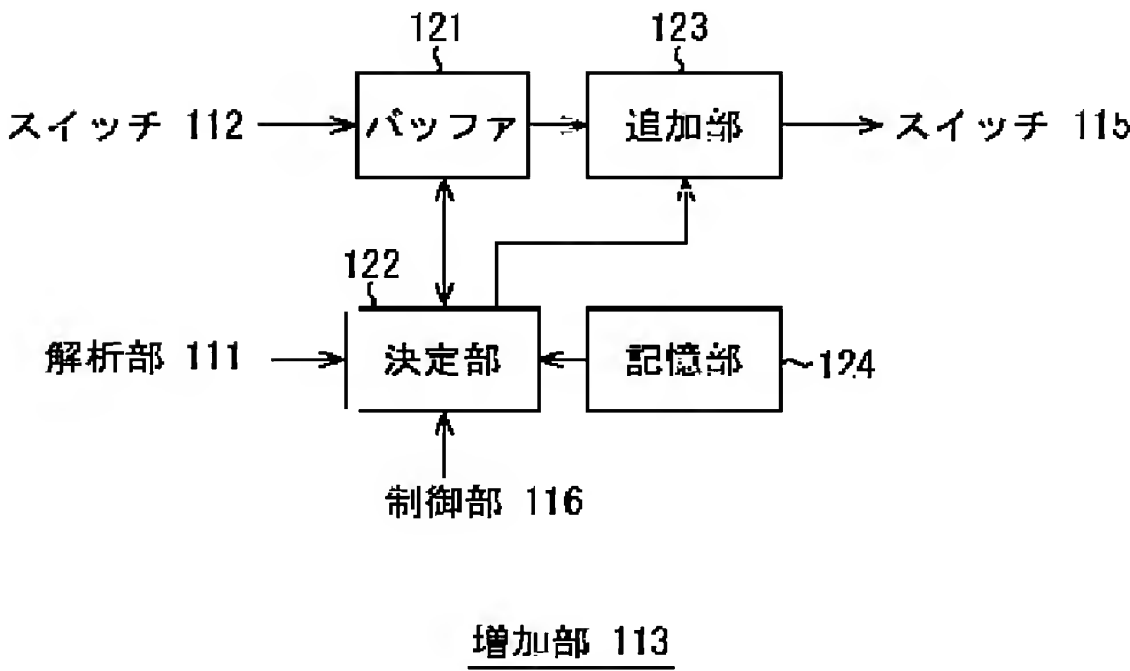 121
123
スイッチ 112
バッファ
追加部
スイッチ 115
122
解析部 111
決定部
記憶部
124
制御部 116
増加部 113